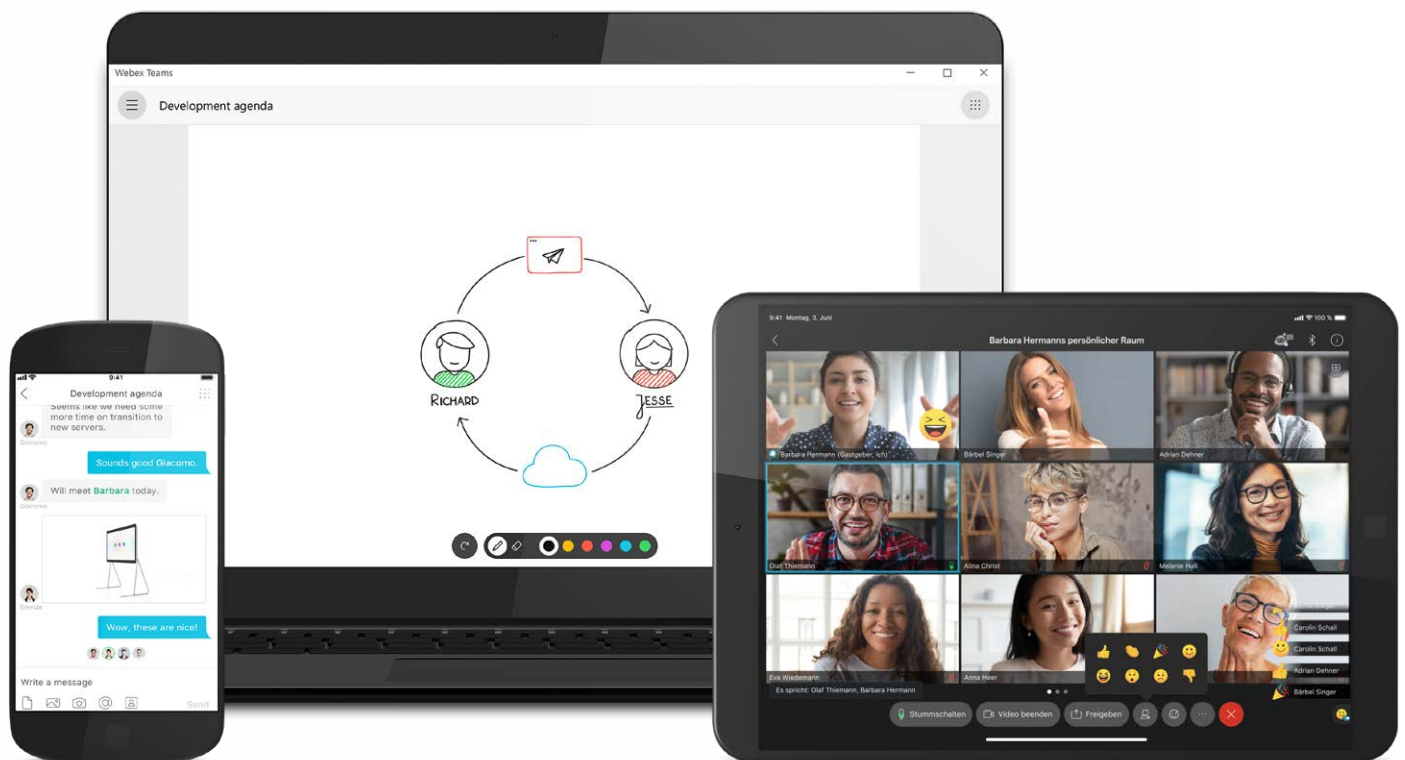 Webex Teams
Development agenda
RICHARD
JESSE
9:41
Development agenda
Seems like we need some
more time on transition to
new servers.
Giacomo
Sounds good Giacomo.
Will meet Barbara today.
Giacomo
Brenda
Wow, these are nice!
Write a message
Send
9:41 Montag, 3. Juni
100 %
Barbara Hermanns persönlicher Raum
Barbara Hermann (Gastgeber, ich)
Bärbel Singer
Adrian Dehner
Olaf Thiemann
Alina Christ
Melanie Holl
Eva Wiedemann
Anna Heer
Carolin Schall
Carolin Schall
Adrian Dehner
Bärbel Singer
Es spricht: Olaf Thiemann, Barbara Hermann
Stummschalten
Video beenden
Freigeben